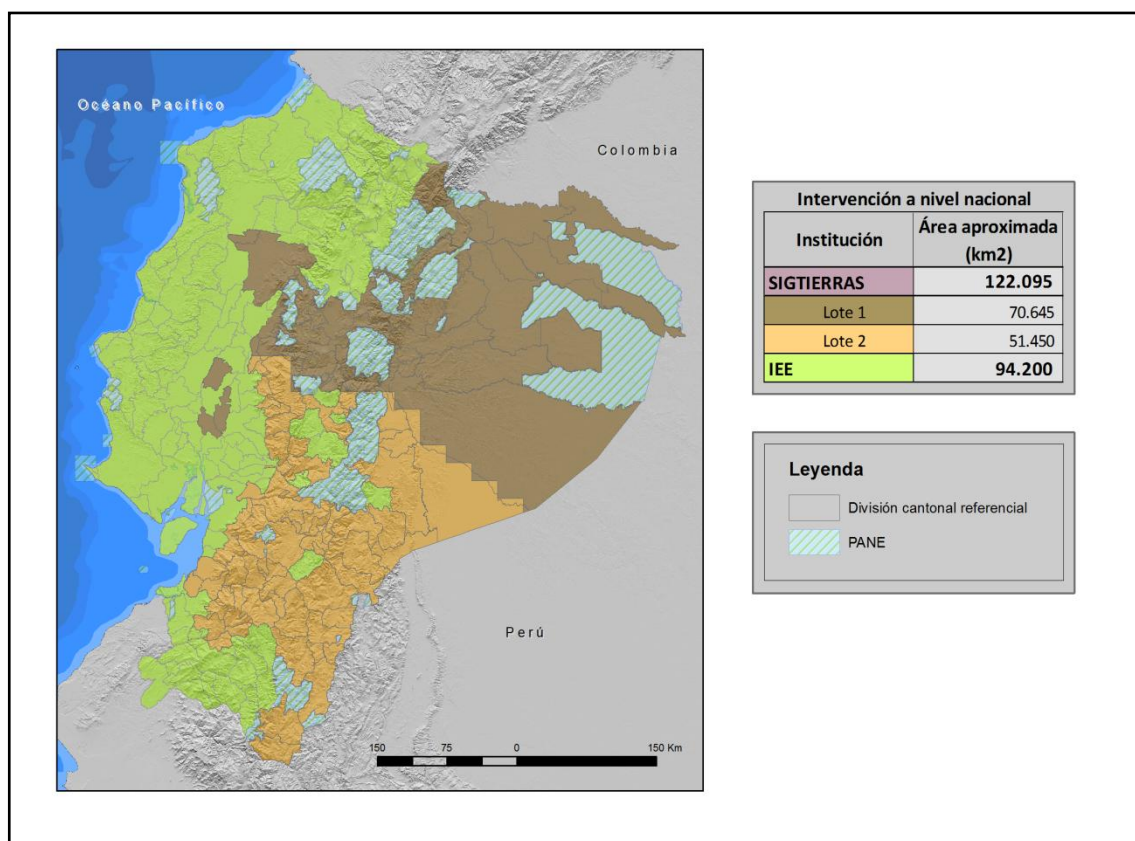 Océano Pacífico
Colombia
Perú
150 75 0 150 Km
Intervención a nivel nacional
Institución Área aproximada
(km2)
SIGTIERRAS 122.095
Lote 1 70.645
Lote 2 51.450
IEE 94.200
Leyenda
División cantonal referencial
PANE